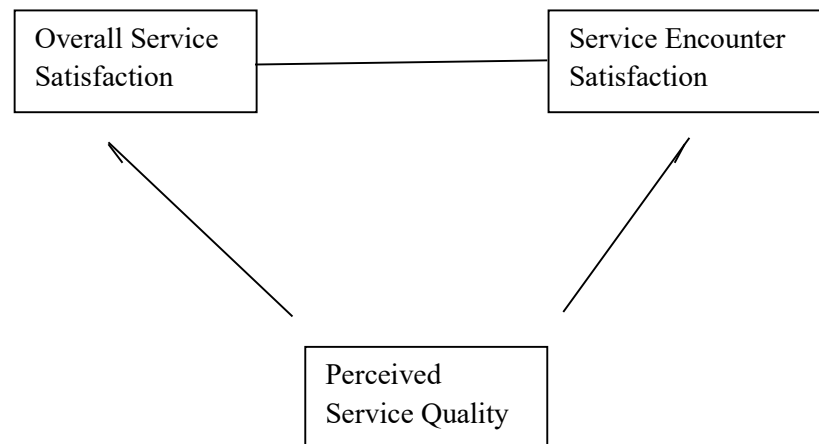 Overall Service
Satisfaction
Service Encounter
Satisfaction
Perceived
Service Quality